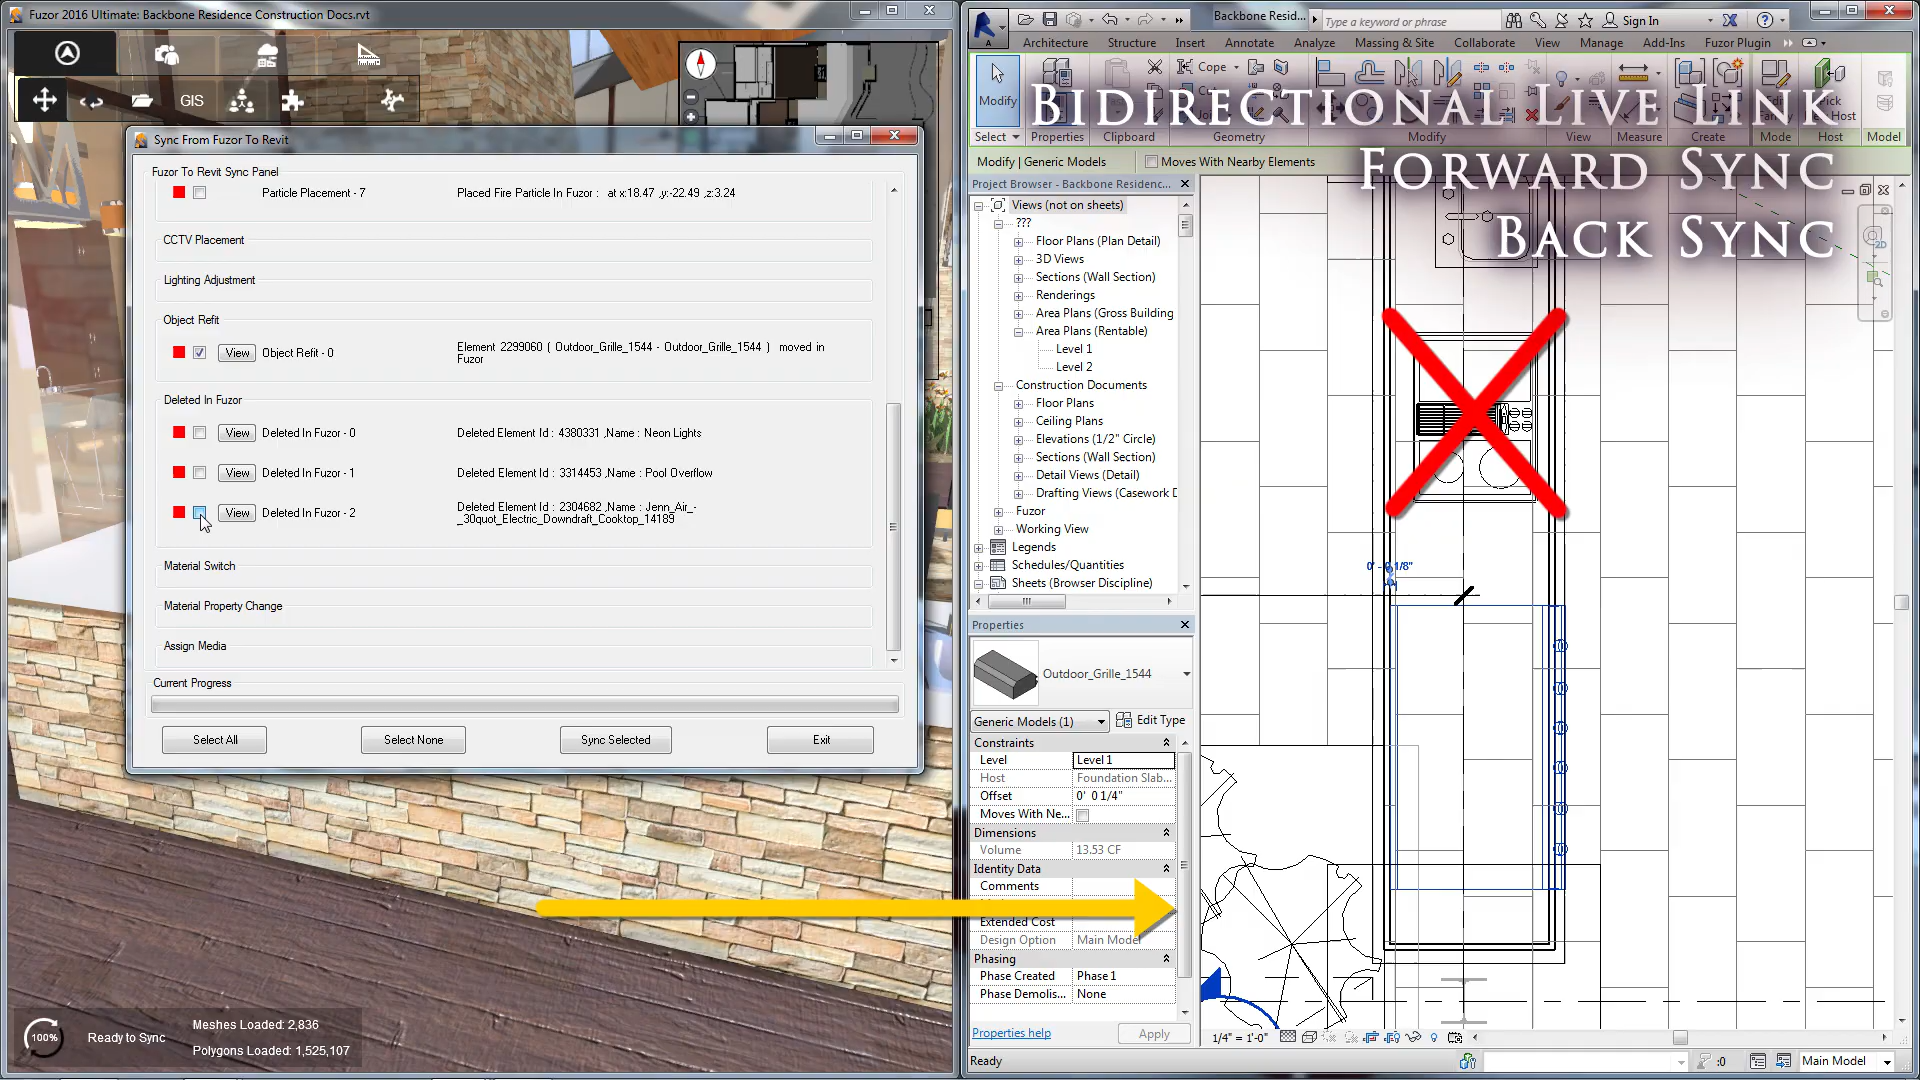 Fuzor 2016 Ultimate: Backbone Residence Construction Docs.rvt
GIS
Sync From Fuzor To Revit
Fuzor To Revit Sync Panel
Particle Placement - 7
Placed Fire Particle In Fuzor : at x:18.47 ,y:-22.49 ,z:3.24
CCTV Placement
Lighting Adjustment
Object Refit
View
Object Refit - 0
Element 2299060 ( Outdoor_Grille_1544 - Outdoor_Grille_1544 ) moved in
Fuzor
Deleted In Fuzor
View
Deleted In Fuzor - 0
Deleted Element Id : 4380331 ,Name : Neon Lights
View
Deleted In Fuzor - 1
Deleted Element Id : 3314453 ,Name : Pool Overflow
View
Deleted In Fuzor - 2
Deleted Element Id : 2304682 ,Name : Jenn_Air_-
_30quot_Electric_Downdraft_Cooktop_14189
Material Switch
Material Property Change
Assign Media
Current Progress
Select All
Select None
Sync Selected
Exit
100%
Ready to Sync
Meshes Loaded: 2,836
Polygons Loaded: 1,525,107
Backbone Resid...
Type a keyword or phrase
Sign In
Architecture
Structure
Insert
Annotate
Analyze
Massing & Site
Collaborate
View
Manage
Add-Ins
Fuzor Plugin
Modify
Cope
Select
Properties
Clipboard
Geometry
Modify
View
Measure
Create
Mode
Host
Model
Pick
Host
Bidirectional Live Link
Forward Sync
Back Sync
Modify | Generic Models
Moves With Nearby Elements
Project Browser - Backbone Residenc...
Views (not on sheets)
???
Floor Plans (Plan Detail)
3D Views
Sections (Wall Section)
Renderings
Area Plans (Gross Building
Area Plans (Rentable)
Level 1
Level 2
Construction Documents
Floor Plans
Ceiling Plans
Elevations (1/2" Circle)
Sections (Wall Section)
Detail Views (Detail)
Drafting Views (Casework D
Fuzor
Working View
Legends
Schedules/Quantities
Sheets (Browser Discipline)
Properties
Outdoor_Grille_1544
Generic Models (1)
Edit Type
Constraints
Level
Level 1
Host
Foundation Slab...
Offset
0' 0 1/4"
Moves With Ne...
Dimensions
Volume
13.53 CF
Identity Data
Comments
Extended Cost
Design Option
Main Model
Phasing
Phase Created
Phase 1
Phase Demolis...
None
Properties help
Apply
2D
1/4" = 1'-0"
Ready
:0
Main Model